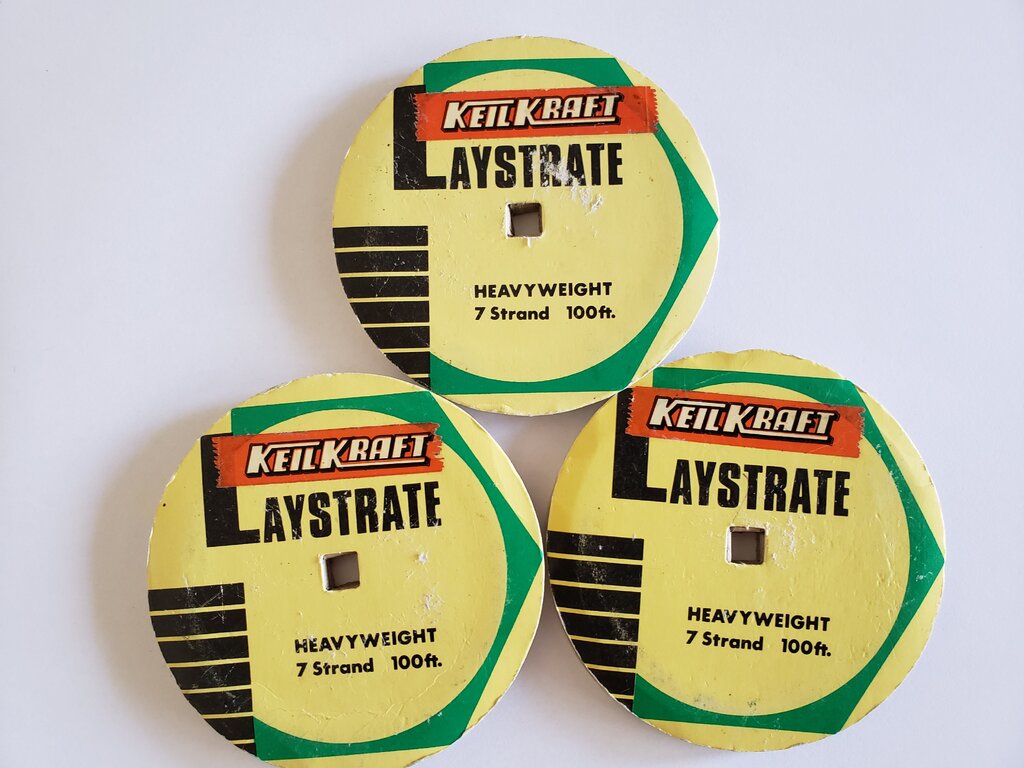 KEILKRAFT
LAYSTRATE
HEAVYWEIGHT
7 Strand 100ft.
KEILKRAFT
LAYSTRATE
HEAVYWEIGHT
7 Strand 100ft.
KEILKRAFT
LAYSTRATE
HEAVYWEIGHT
7 Strand 100ft.